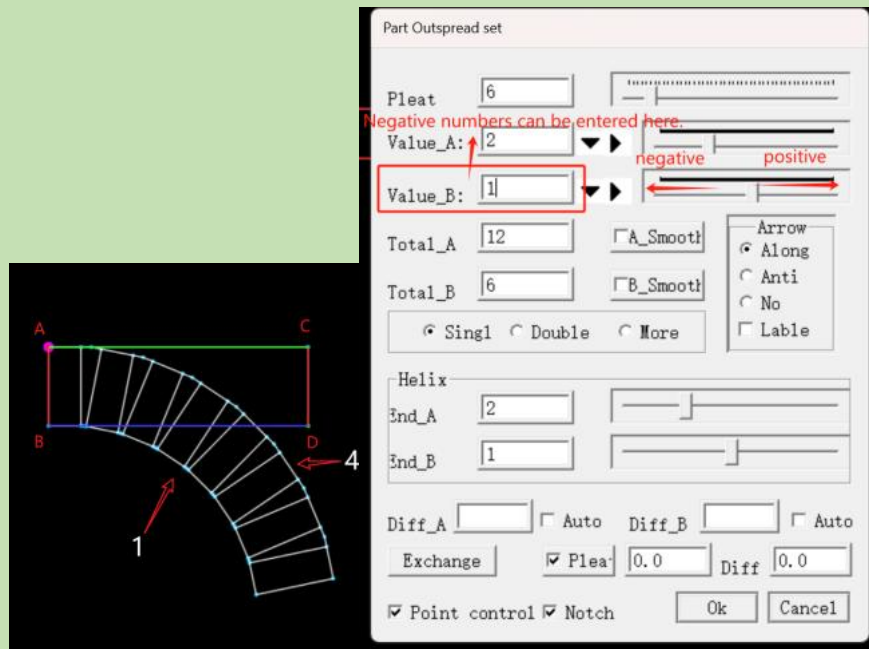 Part Outspread set
Pleat 6
Negative numbers can be entered here.
Value_A: 2
negative positive
Value_B: 1
Total_A 12 A_Smooth
Total_B 6 B_Smooth
Arrow
Along
Anti
No
Lable
Singl Double More
Helix
End_A 2
End_B 1
Diff_A Auto Diff_B Auto
Exchange Plea 0.0 Diff 0.0
Point control Notch Ok Cancel
A C
B D
4
1